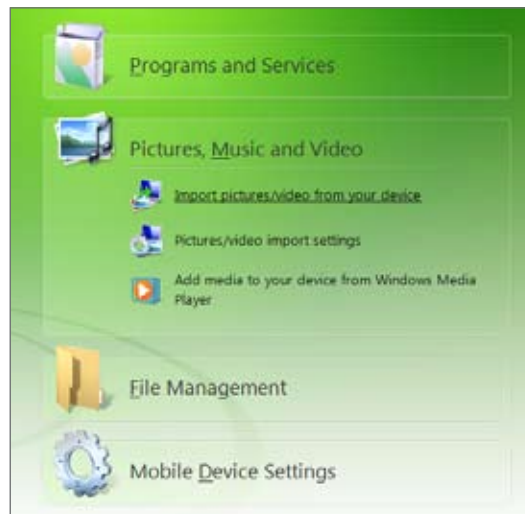 Programs and Services
Pictures, Music and Video
Import pictures/video from your device
Pictures/video import settings
Add media to your device from Windows Media
Player
File Management
Mobile Device Settings